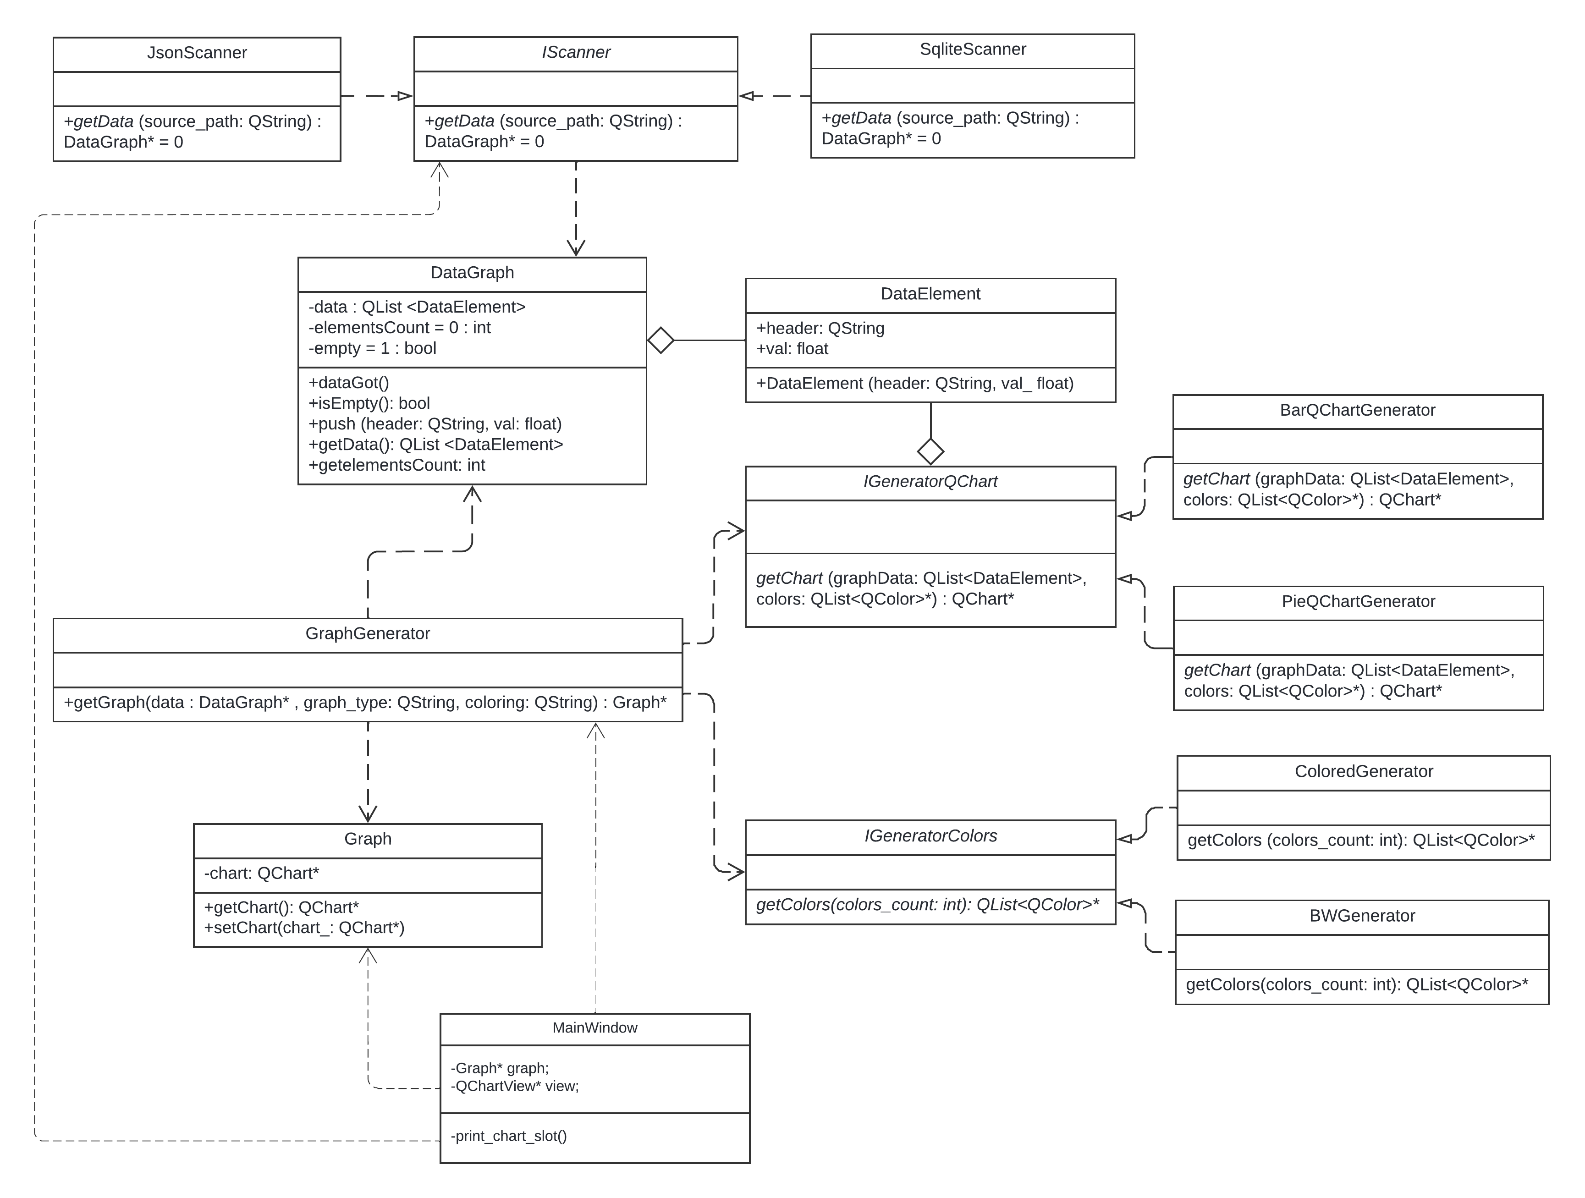 JsonScanner
+getData (source_path: QString) :
DataGraph* = 0
IScanner
+getData (source_path: QString) :
DataGraph* = 0
SqliteScanner
+getData (source_path: QString) :
DataGraph* = 0
DataGraph
-data : QList <DataElement>
-elementsCount = 0 : int
-empty = 1 : bool
+dataGot()
+isEmpty(): bool
+push (header: QString, val: float)
+getData(): QList <DataElement>
+getelementsCount: int
DataElement
+header: QString
+val: float
+DataElement (header: QString, val_ float)
IGeneratorQChart
getChart (graphData: QList<DataElement>,
colors: QList<QColor>*) : QChart*
BarQChartGenerator
getChart (graphData: QList<DataElement>,
colors: QList<QColor>*) : QChart*
PieQChartGenerator
getChart (graphData: QList<DataElement>,
colors: QList<QColor>*) : QChart*
GraphGenerator
+getGraph(data : DataGraph* , graph_type: QString, coloring: QString) : Graph*
Graph
-chart: QChart*
+getChart(): QChart*
+setChart(chart_: QChart*)
IGeneratorColors
getColors(colors_count: int): QList<QColor>*
ColoredGenerator
getColors (colors_count: int): QList<QColor>*
BWGenerator
getColors(colors_count: int): QList<QColor>*
MainWindow
-Graph* graph;
-QChartView* view;
-print_chart_slot()